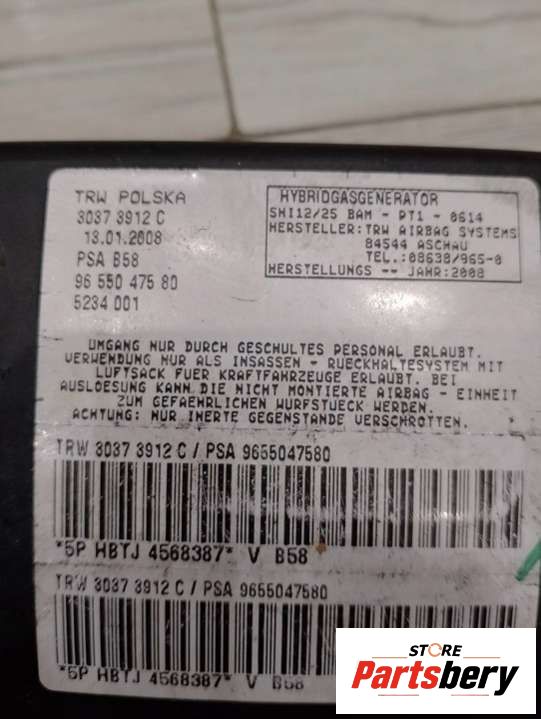 TRW POLSKA
3037 3912 C
13.01.2008
PSA B58
96 550 475 80
5234 001
HYBRIDGASGENERATOR
SHI12/25 BAM - PT1 - 0614
HERSTELLER:TRW AIRBAG SYSTEMS
84544 ASCHAU
TEL.:08638/965-0
HERSTELLUNGS -- JAHR:2008
UMGANG NUR DURCH GESCHULTES PERSONAL ERLAUBT.
VERWENDUNG NUR ALS INSASSEN - RUECKHALTESYSTEM MIT
LUFTSACK FUER KRAFTFAHRZEUGE ERLAUBT. BEI
AUSLOESUNG KANN DIE NICHT MONTIERTE AIRBAG - EINHEIT
ZUM GEFAEHRLICHEN WURFSTUECK WERDEN.
ACHTUNG: NUR INERTE GEGENSTANDE VERSCHROTTEN.
TRW 3037 3912 C / PSA 9655047580
*5P HBTJ 4568387* V B58
TRW 3037 3912 C / PSA 9655047580
*5P HBTJ 4568387* V B58
STORE
Partsbery